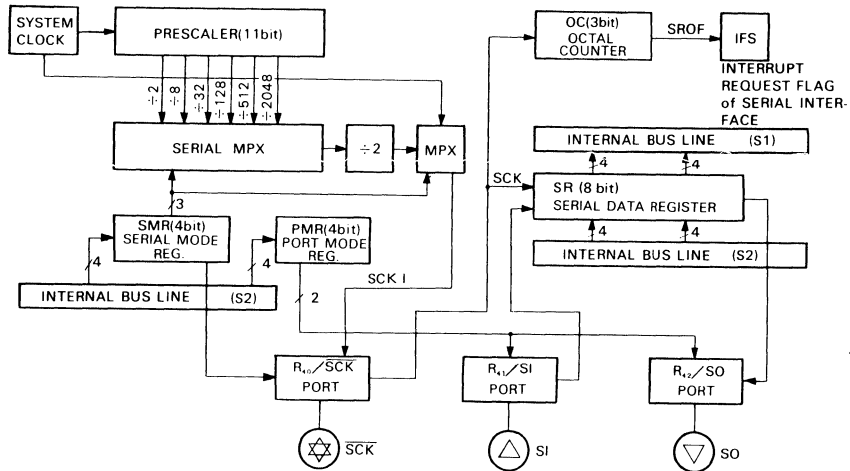 SYSTEM
CLOCK
PRESCALER(11bit)
÷2
÷8
÷32
÷128
÷512
÷2048
SERIAL MPX
÷2
MPX
3
SMR(4bit)
SERIAL MODE
REG.
PMR(4bit)
PORT MODE
REG.
4
4
INTERNAL BUS LINE (S2)
2
SCK I
OC(3bit)
OCTAL
COUNTER
SROF
IFS
INTERRUPT
REQUEST FLAG
of SERIAL INTER-
FACE
INTERNAL BUS LINE (S1)
4
4
SCK
SR (8 bit)
SERIAL DATA REGISTER
4
4
INTERNAL BUS LINE (S2)
R₄₀/S̅C̅K̅
PORT
R₄₁/SI
PORT
R₄₂/SO
PORT
S̅C̅K̅
SI
SO